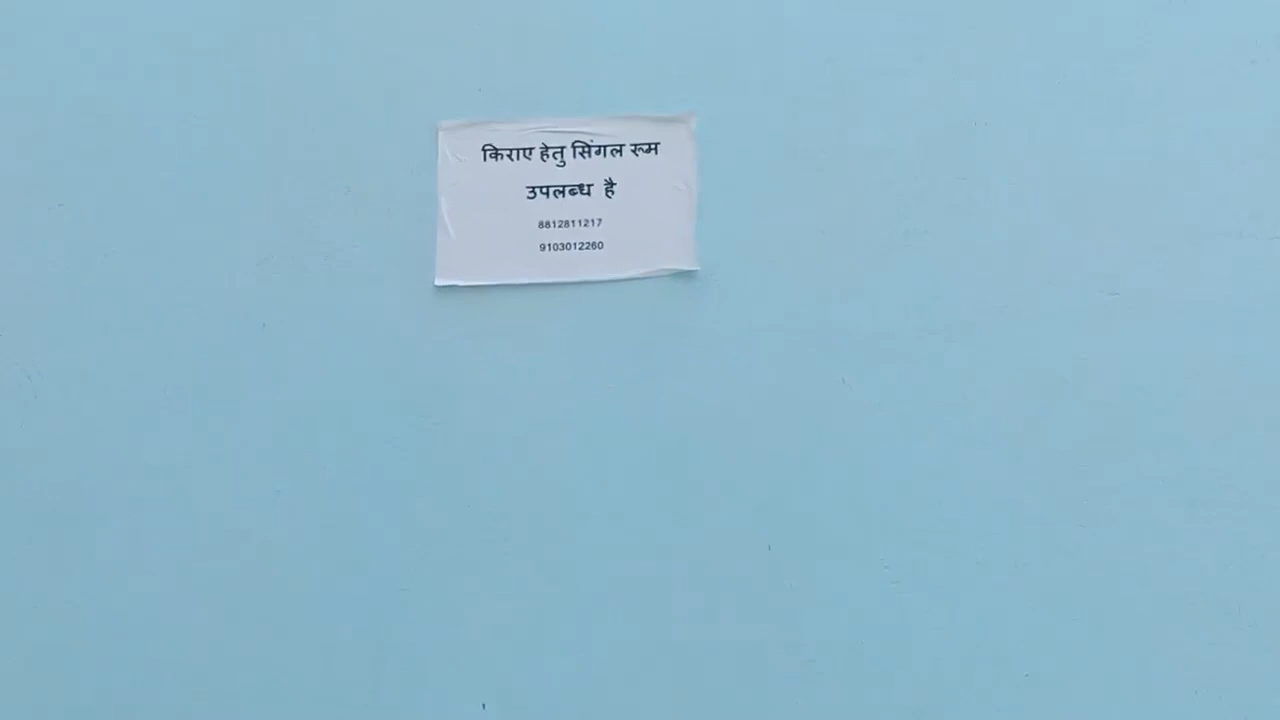 किराए हेतु सिंगल रूम
उपलब्ध है
8812811217
9103012260